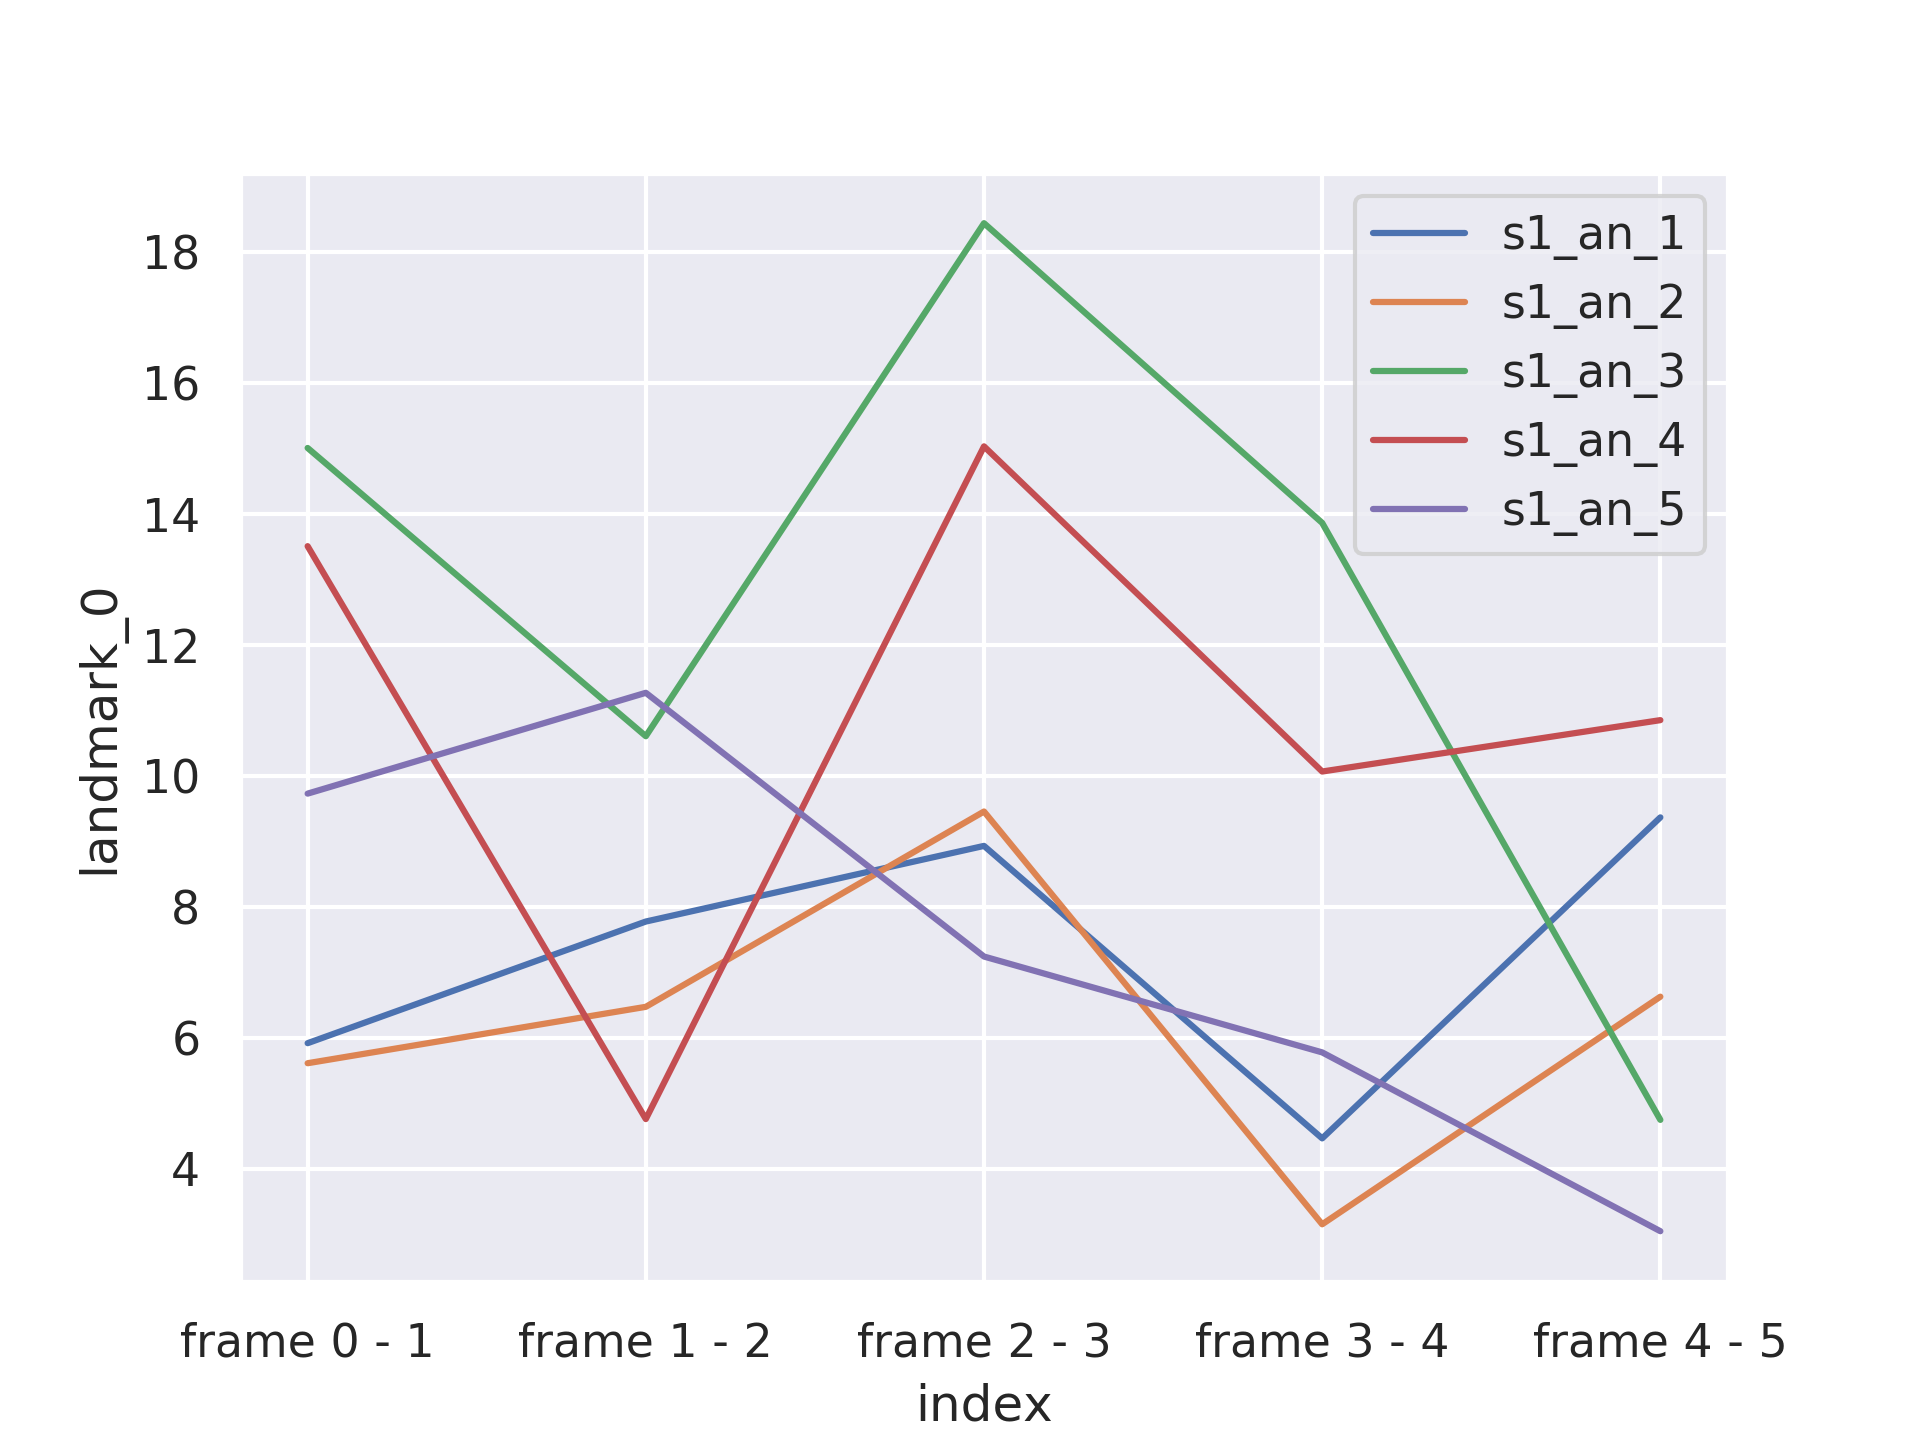 s1_an_1
s1_an_2
s1_an_3
s1_an_4
s1_an_5
18
16
14
12
10
8
6
4
landmark_0
frame 0 - 1
frame 1 - 2
frame 2 - 3
frame 3 - 4
frame 4 - 5
index